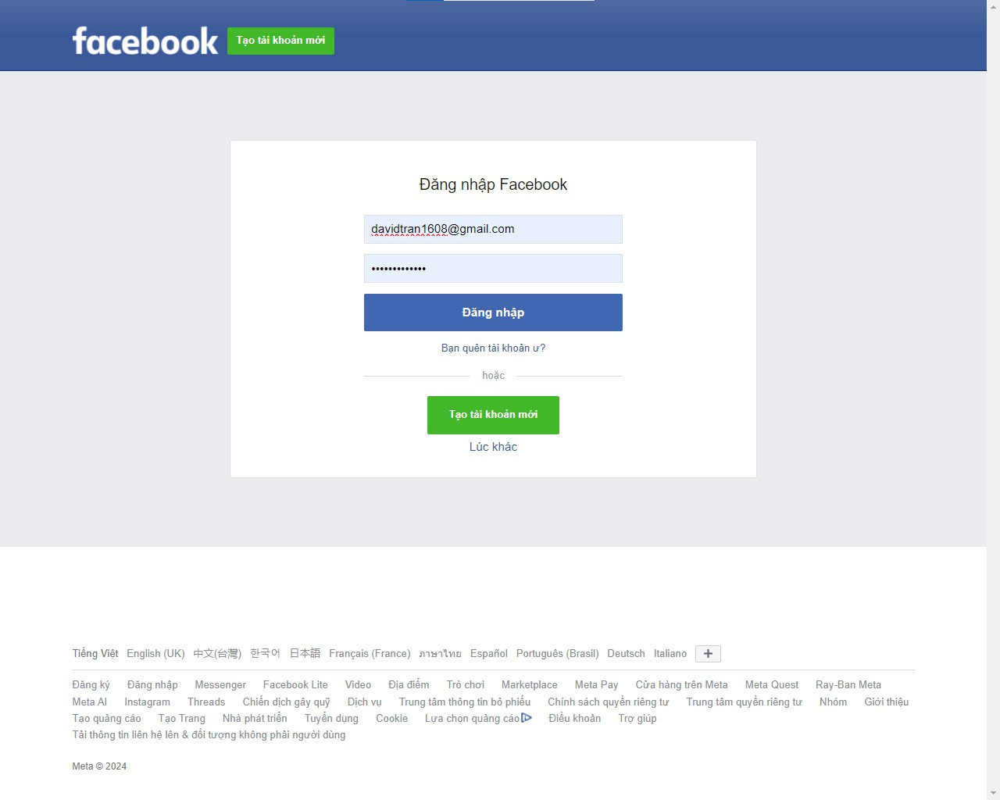 facebook
Tạo tài khoản mới
Đăng nhập Facebook
davidtran1608@gmail.com
•••••••••••••
Đăng nhập
Bạn quên tài khoản ư?
hoặc
Tạo tài khoản mới
Lúc khác
Tiếng Việt English (UK) 中文(台灣) 한국어 日本語 Français (France) ภาษาไทย Español Português (Brasil) Deutsch Italiano +
Đăng ký Đăng nhập Messenger Facebook Lite Video Địa điểm Trò chơi Marketplace Meta Pay Cửa hàng trên Meta Meta Quest Ray-Ban Meta
Meta AI Instagram Threads Chiến dịch gây quỹ Dịch vụ Trung tâm thông tin bỏ phiếu Chính sách quyền riêng tư Trung tâm quyền riêng tư Nhóm Giới thiệu
Tạo quảng cáo Tạo Trang Nhà phát triển Tuyển dụng Cookie Lựa chọn quảng cáo Điều khoản Trợ giúp
Tải thông tin liên hệ lên & đối tượng không phải người dùng
Meta © 2024